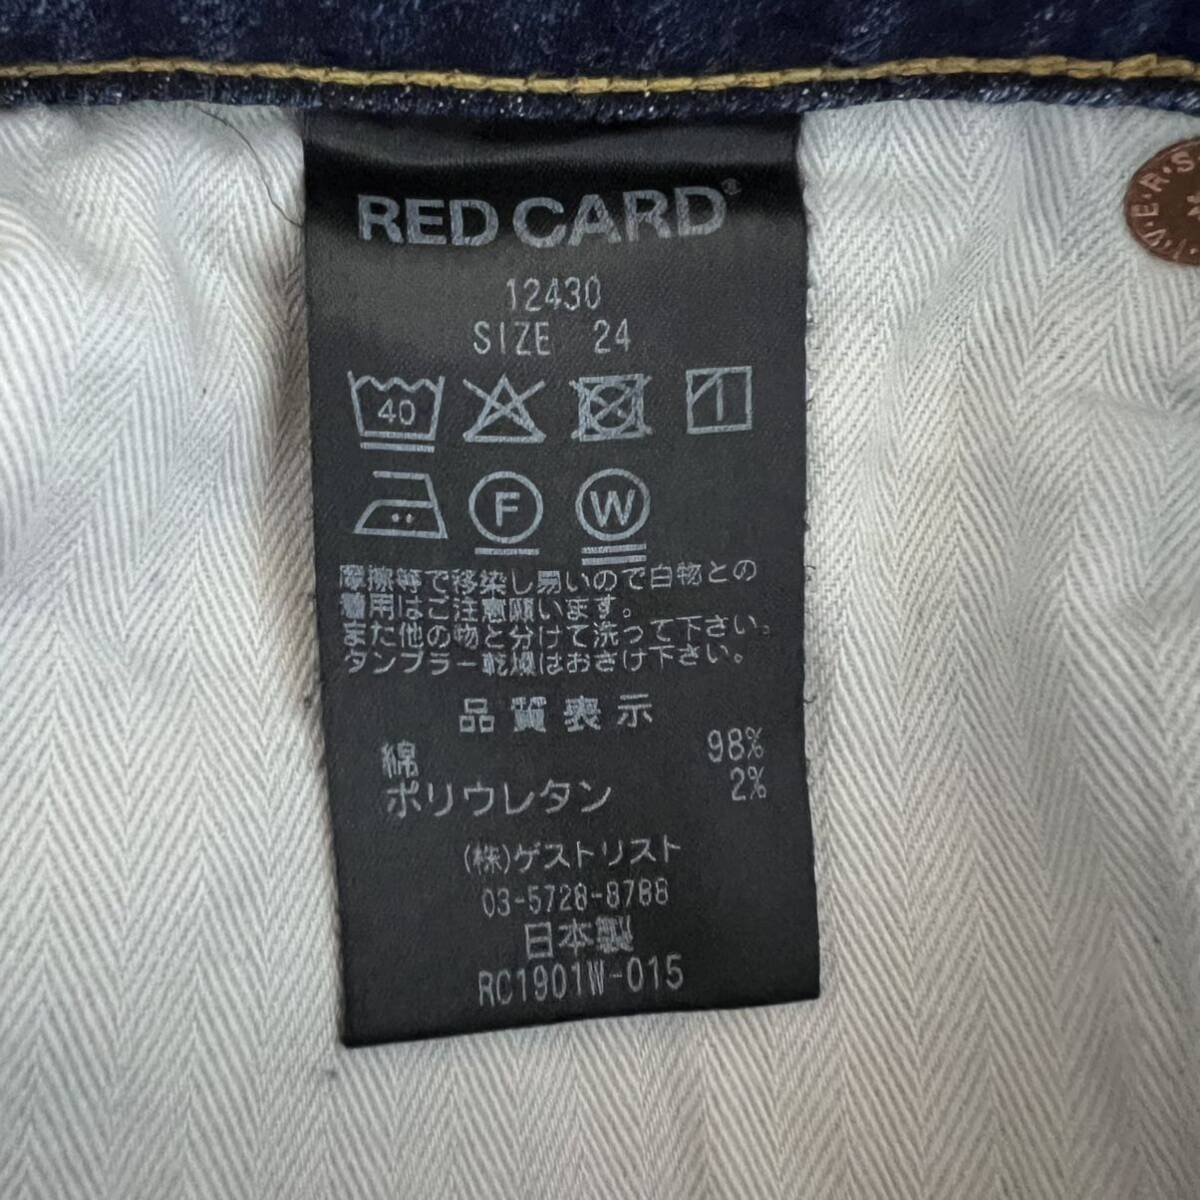 RED CARD®
12430
SIZE 24
40
F W
摩擦等で移染し易いので白物との
着用はご注意願います。
また他の物と分けて洗って下さい。
タンブラー乾燥はおさけ下さい。
品質表示
綿 98%
ポリウレタン 2%
(株)ゲストリスト
03-5728-8788
日本製
RC1901W-015